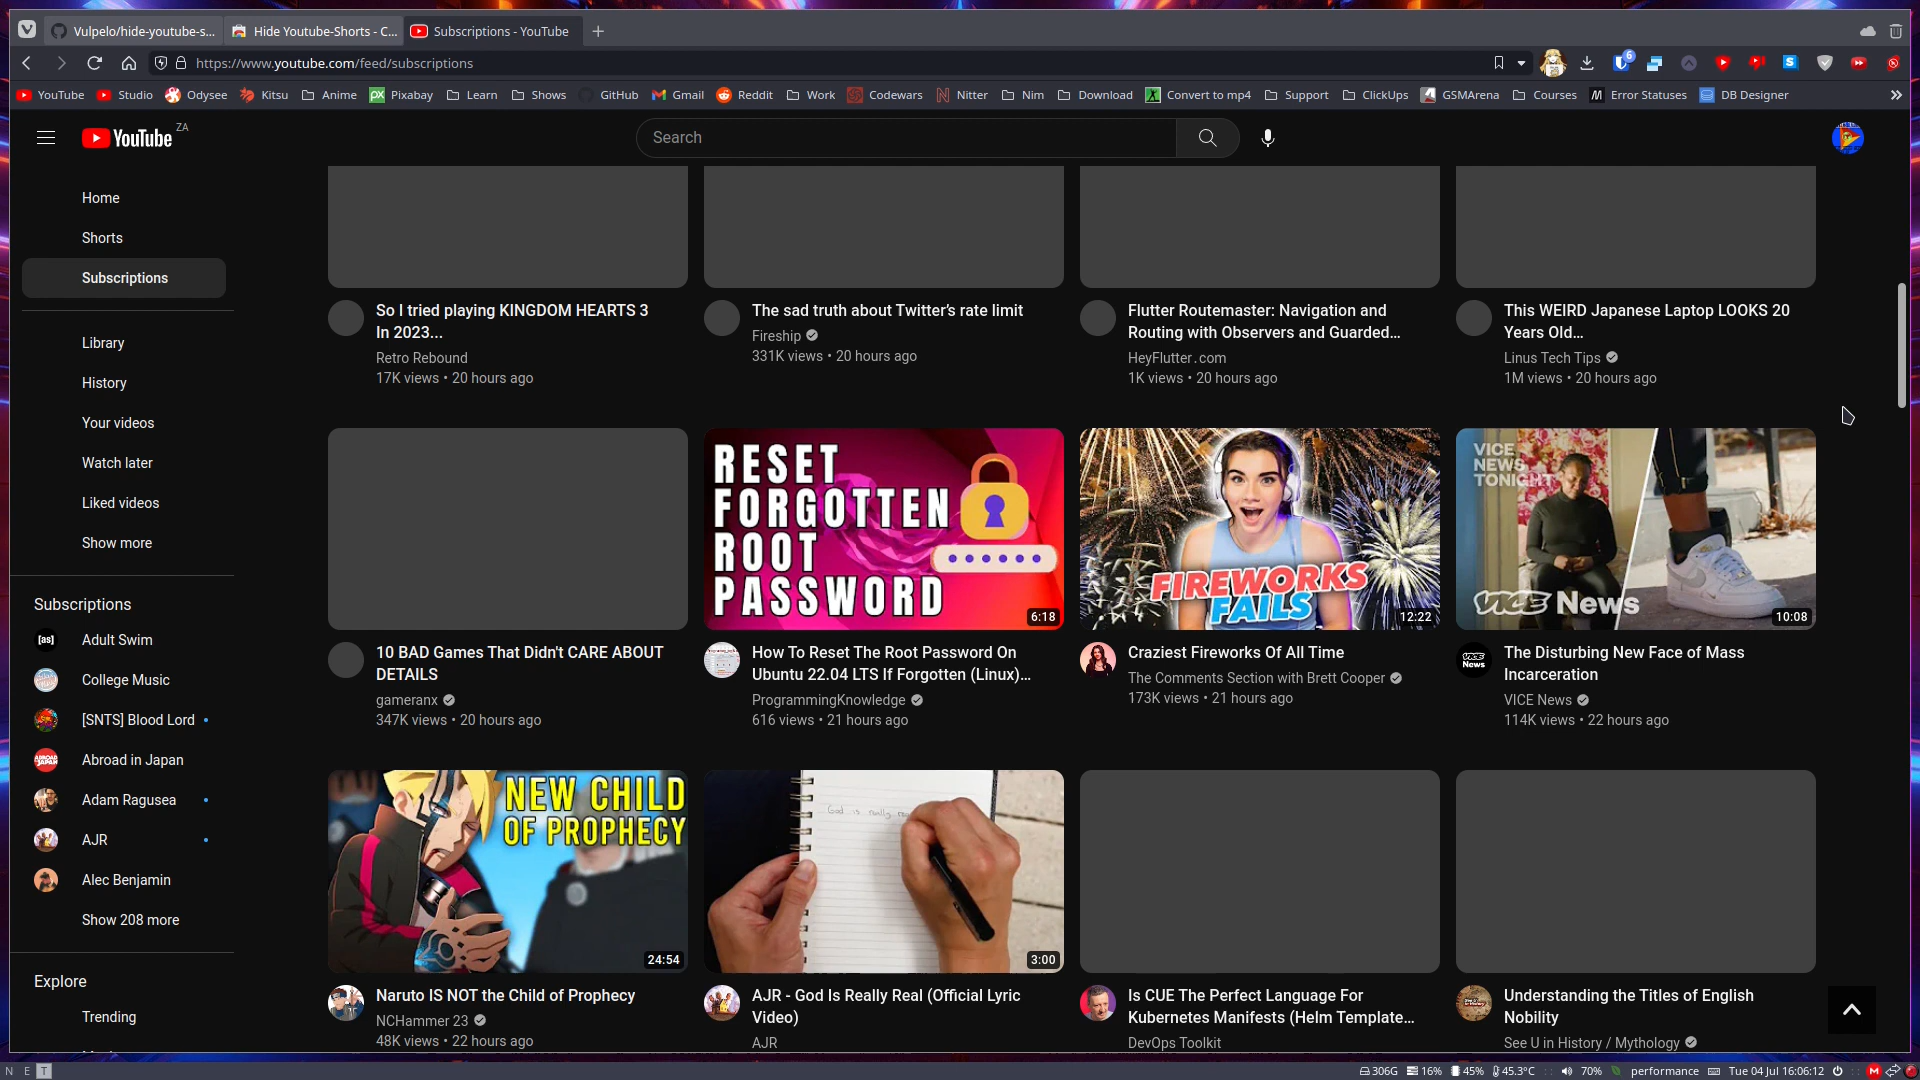 Vulpelo/hide-youtube-s...
Hide Youtube-Shorts - C...
Subscriptions - YouTube
https://www.youtube.com/feed/subscriptions
6
YouTube
Studio
Odysee
Kitsu
Anime
Pixabay
Learn
Shows
GitHub
Gmail
Reddit
Work
Codewars
Nitter
Nim
Download
Convert to mp4
Support
ClickUps
GSMArena
Courses
Error Statuses
DB Designer
YouTube
ZA
Search
Home
Shorts
Subscriptions
Library
History
Your videos
Watch later
Liked videos
Show more
Subscriptions
[as]
Adult Swim
College Music
[SNTS] Blood Lord
Abroad in Japan
Adam Ragusea
AJR
Alec Benjamin
Show 208 more
Explore
Trending
So I tried playing KINGDOM HEARTS 3
In 2023...
Retro Rebound
17K views • 20 hours ago
The sad truth about Twitter's rate limit
Fireship
331K views • 20 hours ago
Flutter Routemaster: Navigation and
Routing with Observers and Guarded...
HeyFlutter․com
1K views • 20 hours ago
This WEIRD Japanese Laptop LOOKS 20
Years Old...
Linus Tech Tips
1M views • 20 hours ago
10 BAD Games That Didn't CARE ABOUT
DETAILS
gameranx
347K views • 20 hours ago
RESET
FORGOTTEN
ROOT
PASSWORD
6:18
How To Reset The Root Password On
Ubuntu 22.04 LTS If Forgotten (Linux)...
ProgrammingKnowledge
616 views • 21 hours ago
FIREWORKS
FAILS
12:22
Craziest Fireworks Of All Time
The Comments Section with Brett Cooper
173K views • 21 hours ago
VICE
NEWS
TONIGHT
VICE News
10:08
VICE
News
The Disturbing New Face of Mass
Incarceration
VICE News
114K views • 22 hours ago
NEW CHILD
OF PROPHECY
24:54
Naruto IS NOT the Child of Prophecy
NCHammer 23
48K views • 22 hours ago
God is really
3:00
AJR - God Is Really Real (Official Lyric
Video)
AJR
Is CUE The Perfect Language For
Kubernetes Manifests (Helm Template...
DevOps Toolkit
Understanding the Titles of English
Nobility
See U in History / Mythology
N E T
306G
16%
45%
45.3°C
70%
performance
Tue 04 Jul 16:06:12